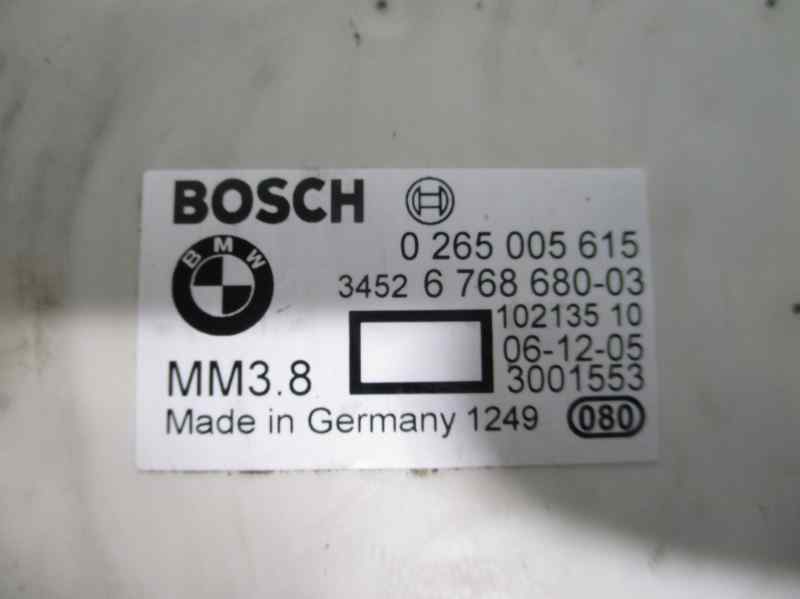 BOSCH
BMW
0 265 005 615
3452 6 768 680-03
102135 10
06-12-05
MM3.8
3001553
Made in Germany 1249
080